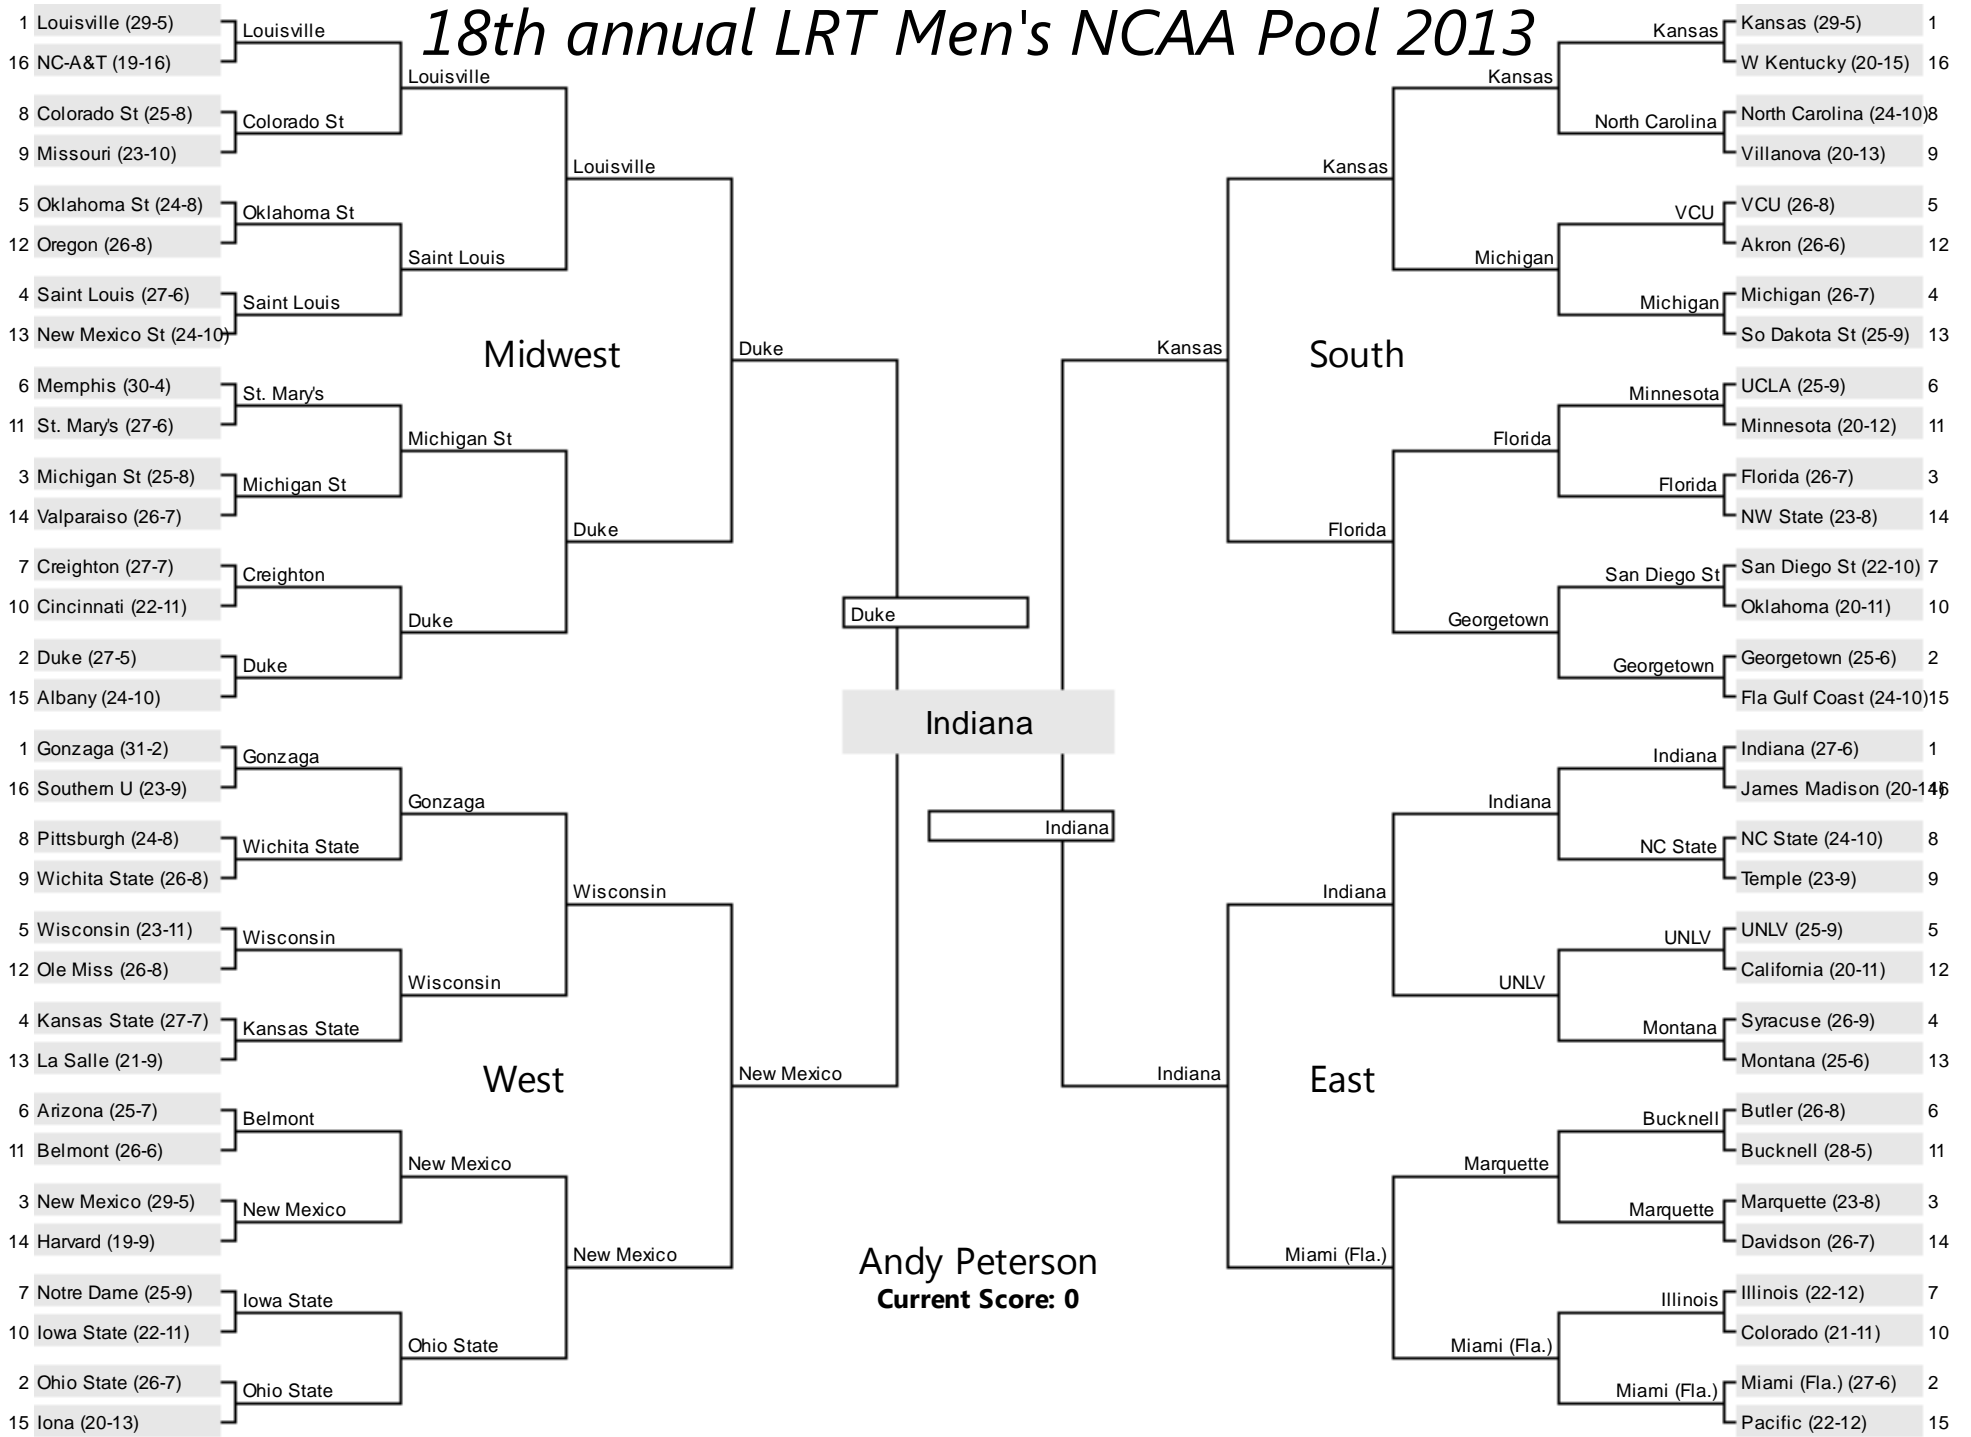 18th annual LRT Men's NCAA Pool 2013
1 Louisville (29-5)
16 NC-A&T (19-16)
8 Colorado St (25-8)
9 Missouri (23-10)
5 Oklahoma St (24-8)
12 Oregon (26-8)
4 Saint Louis (27-6)
13 New Mexico St (24-10)
6 Memphis (30-4)
11 St. Mary's (27-6)
3 Michigan St (25-8)
14 Valparaiso (26-7)
7 Creighton (27-7)
10 Cincinnati (22-11)
2 Duke (27-5)
15 Albany (24-10)
Louisville
Colorado St
Oklahoma St
Saint Louis
St. Mary's
Michigan St
Creighton
Duke
Louisville
Saint Louis
Michigan St
Duke
Louisville
Duke
Midwest
Duke
1 Gonzaga (31-2)
16 Southern U (23-9)
8 Pittsburgh (24-8)
9 Wichita State (26-8)
5 Wisconsin (23-11)
12 Ole Miss (26-8)
4 Kansas State (27-7)
13 La Salle (21-9)
6 Arizona (25-7)
11 Belmont (26-6)
3 New Mexico (29-5)
14 Harvard (19-9)
7 Notre Dame (25-9)
10 Iowa State (22-11)
2 Ohio State (26-7)
15 Iona (20-13)
Gonzaga
Wichita State
Wisconsin
Kansas State
Belmont
New Mexico
Iowa State
Ohio State
Gonzaga
Wisconsin
New Mexico
Ohio State
Wisconsin
New Mexico
West
New Mexico
Duke
Indiana
Indiana
Andy Peterson
Current Score: 0
Kansas (29-5) 1
W Kentucky (20-15) 16
North Carolina (24-10) 8
Villanova (20-13) 9
VCU (26-8) 5
Akron (26-6) 12
Michigan (26-7) 4
So Dakota St (25-9) 13
UCLA (25-9) 6
Minnesota (20-12) 11
Florida (26-7) 3
NW State (23-8) 14
San Diego St (22-10) 7
Oklahoma (20-11) 10
Georgetown (25-6) 2
Fla Gulf Coast (24-10) 15
Kansas
North Carolina
VCU
Michigan
Minnesota
Florida
San Diego St
Georgetown
Kansas
Michigan
Florida
Georgetown
Kansas
Florida
South
Kansas
Indiana (27-6) 1
James Madison (20-14) 16
NC State (24-10) 8
Temple (23-9) 9
UNLV (25-9) 5
California (20-11) 12
Syracuse (26-9) 4
Montana (25-6) 13
Butler (26-8) 6
Bucknell (28-5) 11
Marquette (23-8) 3
Davidson (26-7) 14
Illinois (22-12) 7
Colorado (21-11) 10
Miami (Fla.) (27-6) 2
Pacific (22-12) 15
Indiana
NC State
UNLV
Montana
Bucknell
Marquette
Illinois
Miami (Fla.)
Indiana
UNLV
Marquette
Miami (Fla.)
Indiana
Miami (Fla.)
East
Indiana